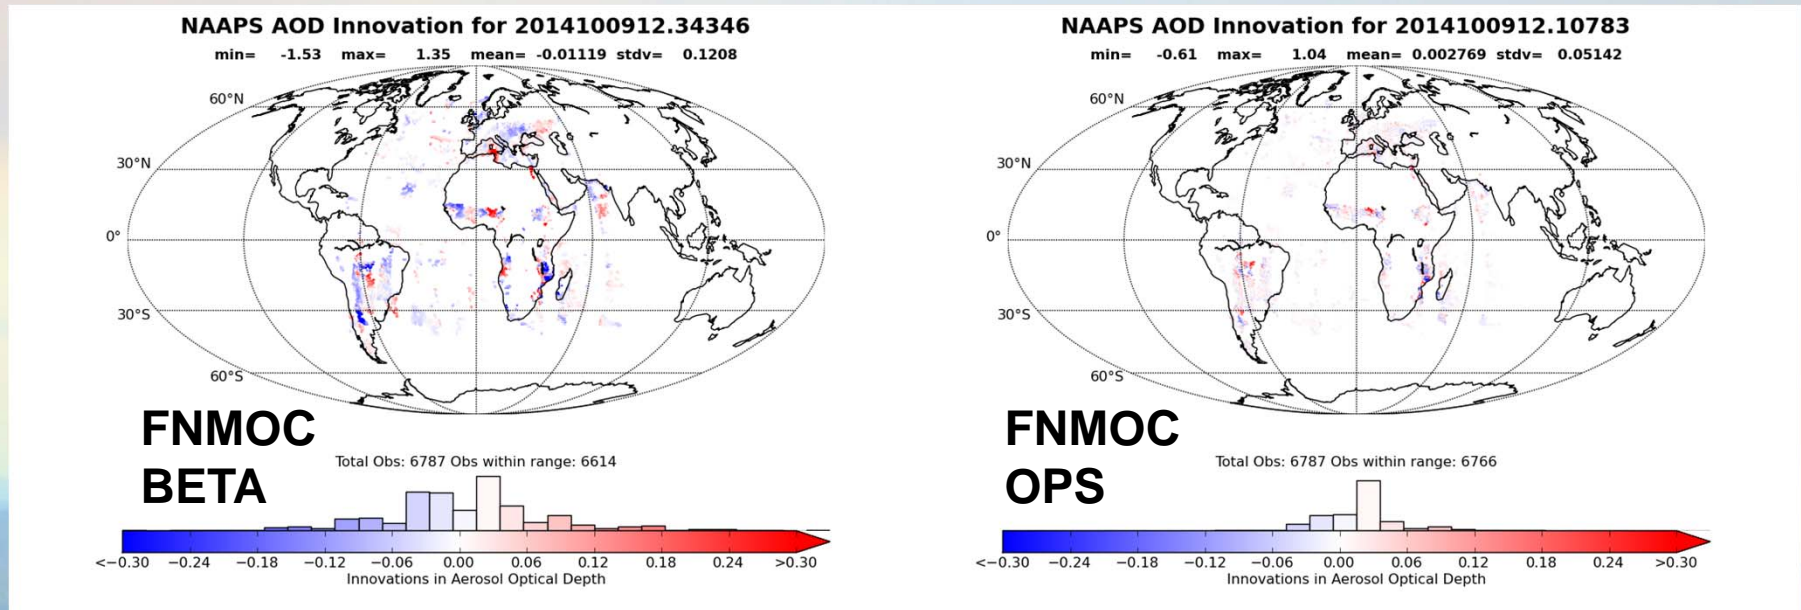 NAAPS AOD Innovation for 2014100912.34346
min= -1.53 max= 1.35 mean= -0.01119 stdv= 0.1208
60°N
30°N
0°
30°S
60°S
FNMOC
BETA
Total Obs: 6787 Obs within range: 6614
<−0.30 −0.24 −0.18 −0.12 −0.06 0.00 0.06 0.12 0.18 0.24 >0.30
Innovations in Aerosol Optical Depth
NAAPS AOD Innovation for 2014100912.10783
min= -0.61 max= 1.04 mean= 0.002769 stdv= 0.05142
60°N
30°N
0°
30°S
60°S
FNMOC
OPS
Total Obs: 6787 Obs within range: 6766
<−0.30 −0.24 −0.18 −0.12 −0.06 0.00 0.06 0.12 0.18 0.24 >0.30
Innovations in Aerosol Optical Depth